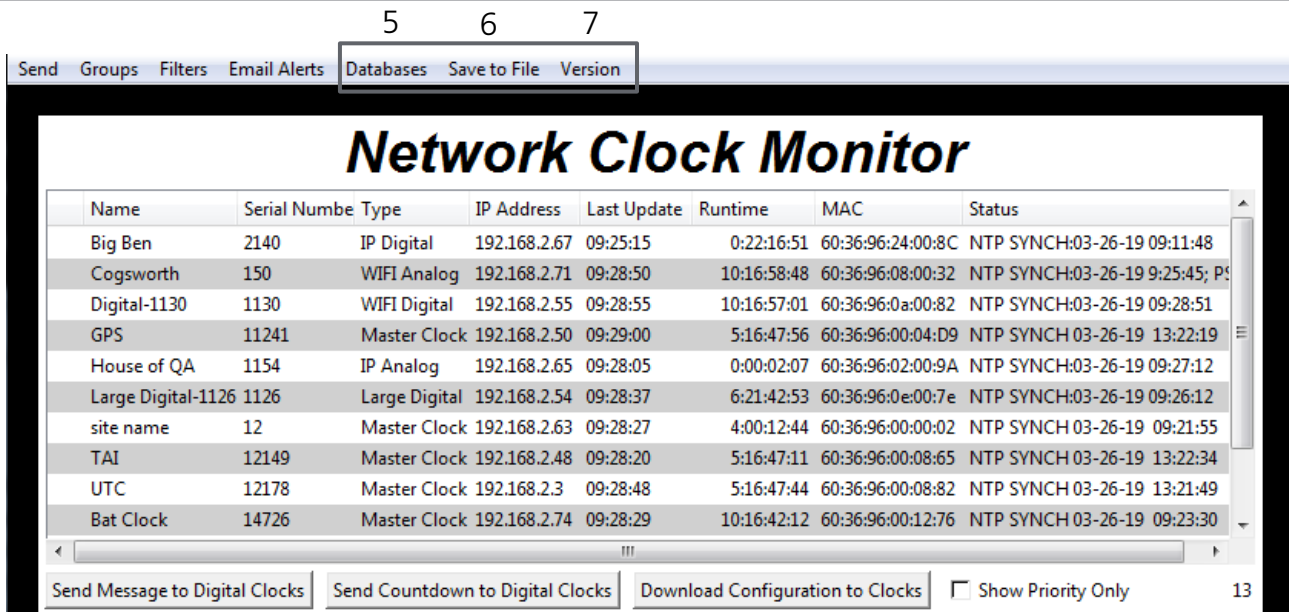 5 6 7
Send Groups Filters Email Alerts Databases Save to File Version
Network Clock Monitor
Name Serial Numbe Type IP Address Last Update Runtime MAC Status
Big Ben 2140 IP Digital 192.168.2.67 09:25:15 0:22:16:51 60:36:96:24:00:8C NTP SYNCH:03-26-19 09:11:48
Cogsworth 150 WIFI Analog 192.168.2.71 09:28:50 10:16:58:48 60:36:96:08:00:32 NTP SYNCH:03-26-19 9:25:45; PS
Digital-1130 1130 WIFI Digital 192.168.2.55 09:28:55 10:16:57:01 60:36:96:0a:00:82 NTP SYNCH:03-26-19 09:28:51
GPS 11241 Master Clock 192.168.2.50 09:29:00 5:16:47:56 60:36:96:00:04:D9 NTP SYNCH 03-26-19 13:22:19
House of QA 1154 IP Analog 192.168.2.65 09:28:05 0:00:02:07 60:36:96:02:00:9A NTP SYNCH:03-26-19 09:27:12
Large Digital-1126 1126 Large Digital 192.168.2.54 09:28:37 6:21:42:53 60:36:96:0e:00:7e NTP SYNCH:03-26-19 09:26:12
site name 12 Master Clock 192.168.2.63 09:28:27 4:00:12:44 60:36:96:00:00:02 NTP SYNCH 03-26-19 09:21:55
TAI 12149 Master Clock 192.168.2.48 09:28:20 5:16:47:11 60:36:96:00:08:65 NTP SYNCH 03-26-19 13:22:34
UTC 12178 Master Clock 192.168.2.3 09:28:48 5:16:47:44 60:36:96:00:08:82 NTP SYNCH 03-26-19 13:21:49
Bat Clock 14726 Master Clock 192.168.2.74 09:28:29 10:16:42:12 60:36:96:00:12:76 NTP SYNCH 03-26-19 09:23:30
Send Message to Digital Clocks Send Countdown to Digital Clocks Download Configuration to Clocks Show Priority Only 13